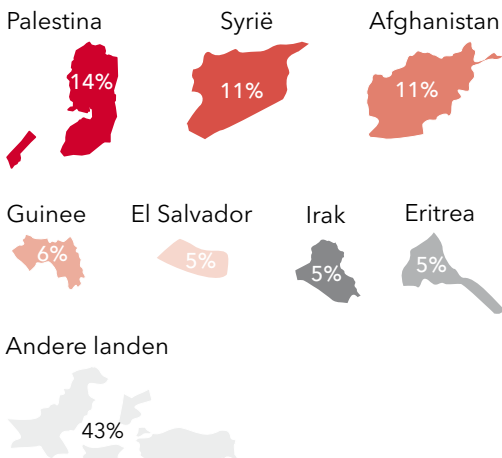 Palestina
Syrië
Afghanistan
14%
11%
11%
Guinee
El Salvador
Irak
Eritrea
6%
5%
5%
5%
Andere landen
43%